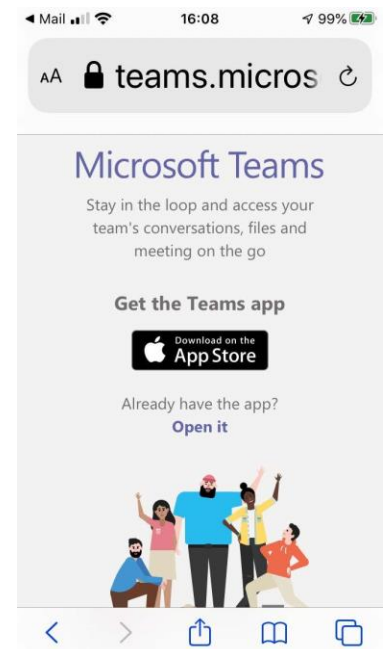 Mail 16:08 99%
AA teams.micros
Microsoft Teams
Stay in the loop and access your
team's conversations, files and
meeting on the go
Get the Teams app
Download on the
App Store
Already have the app?
Open it